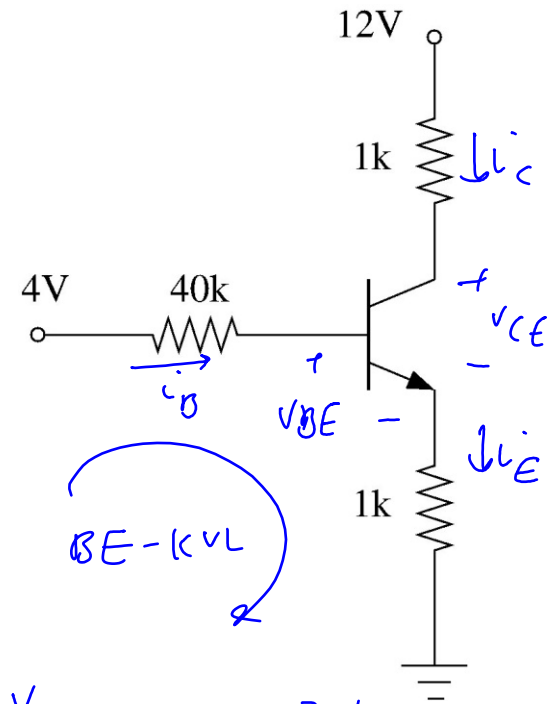 12V
1k
i_C
4V
40k
+
v_CE
-
i_B
+
V_BE -
i_E
1k
BE-KVL